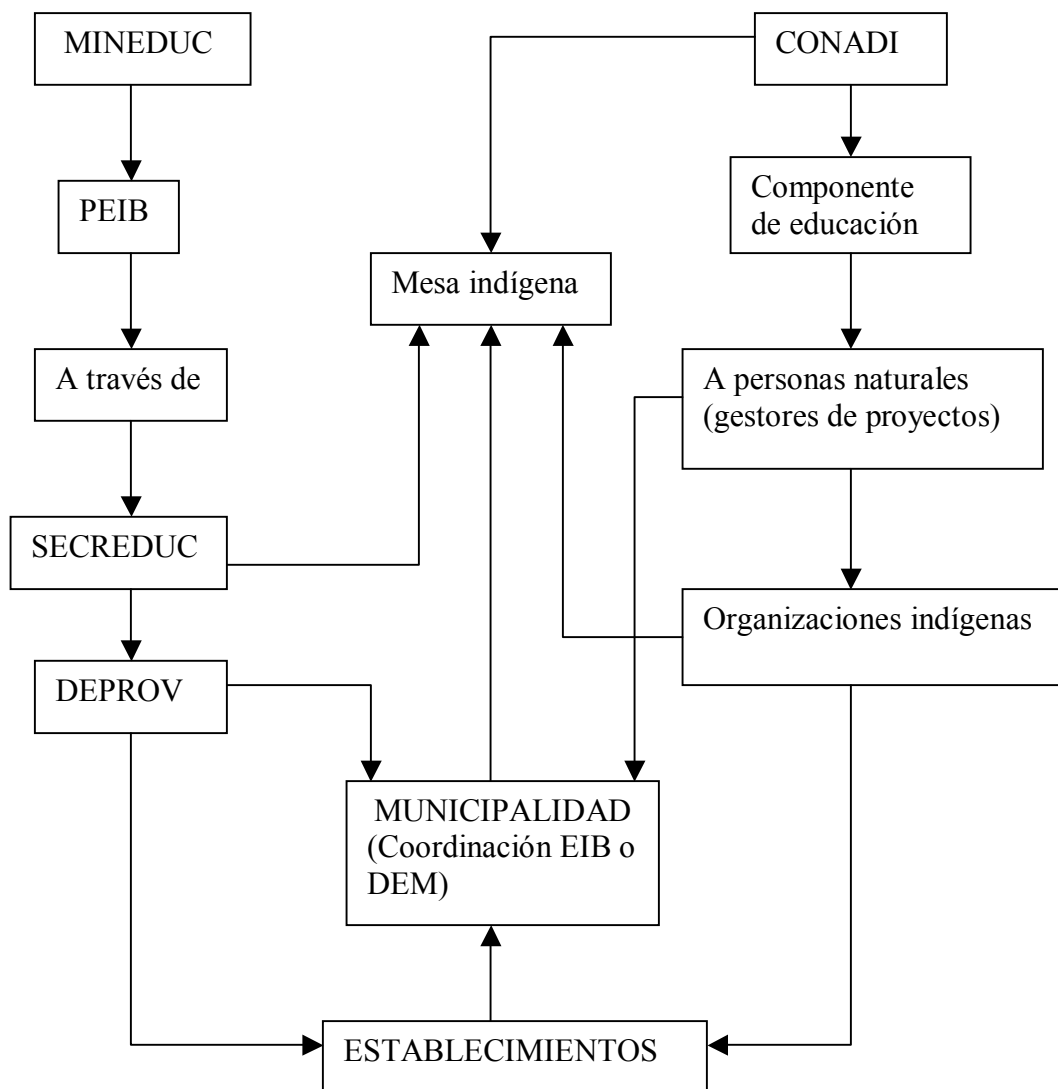 MINEDUC
CONADI
PEIB
Componente
de educación
Mesa indígena
A través de
A personas naturales
(gestores de proyectos)
SECREDUC
Organizaciones indígenas
DEPROV
MUNICIPALIDAD
(Coordinación EIB o
DEM)
ESTABLECIMIENTOS